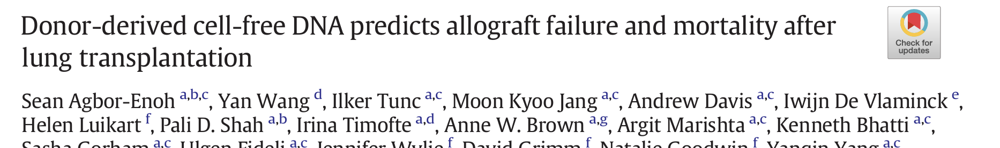 Donor-derived cell-free DNA predicts allograft failure and mortality after
lung transplantation
Check for
updates
Sean Agbor-Enoh a,b,c, Yan Wang d, Ilker Tunc a,c, Moon Kyoo Jang a,c, Andrew Davis a,c, Iwijn De Vlaminck e,
Helen Luikart f, Pali D. Shah a,b, Irina Timofte a,d, Anne W. Brown a,g, Argit Marishta a,c, Kenneth Bhatti a,c,
Sasha Gorham a,c, Ulgen Fideli a,c, Jennifer Wylie f, David Grimm f, Natalie Goodwin f, Yanqin Yang a,c